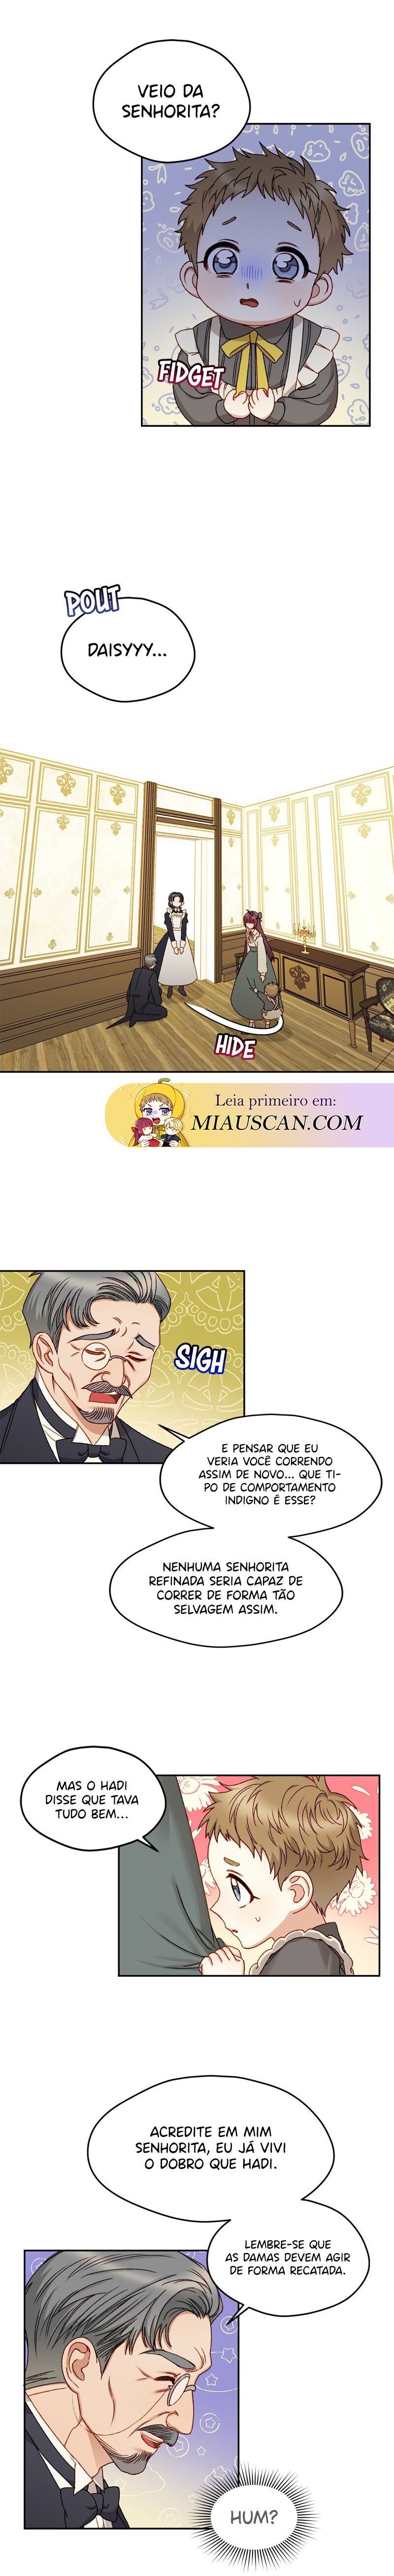 VEIO DA
SENHORITA?
FIDGET
POUT
DAISYYY...
HIDE
Leia primeiro em:
MIAUSCAN.COM
SIGH
E PENSAR QUE EU
VERIA VOCÊ CORRENDO
ASSIM DE NOVO... QUE TI-
PO DE COMPORTAMENTO
INDIGNO É ESSE?
NENHUMA SENHORITA
REFINADA SERIA CAPAZ DE
CORRER DE FORMA TÃO
SELVAGEM ASSIM.
MAS O HADI
DISSE QUE TAVA
TUDO BEM...
ACREDITE EM MIM
SENHORITA, EU JÁ VIVI
O DOBRO QUE HADI.
LEMBRE-SE QUE
AS DAMAS DEVEM AGIR
DE FORMA RECATADA.
HUM?